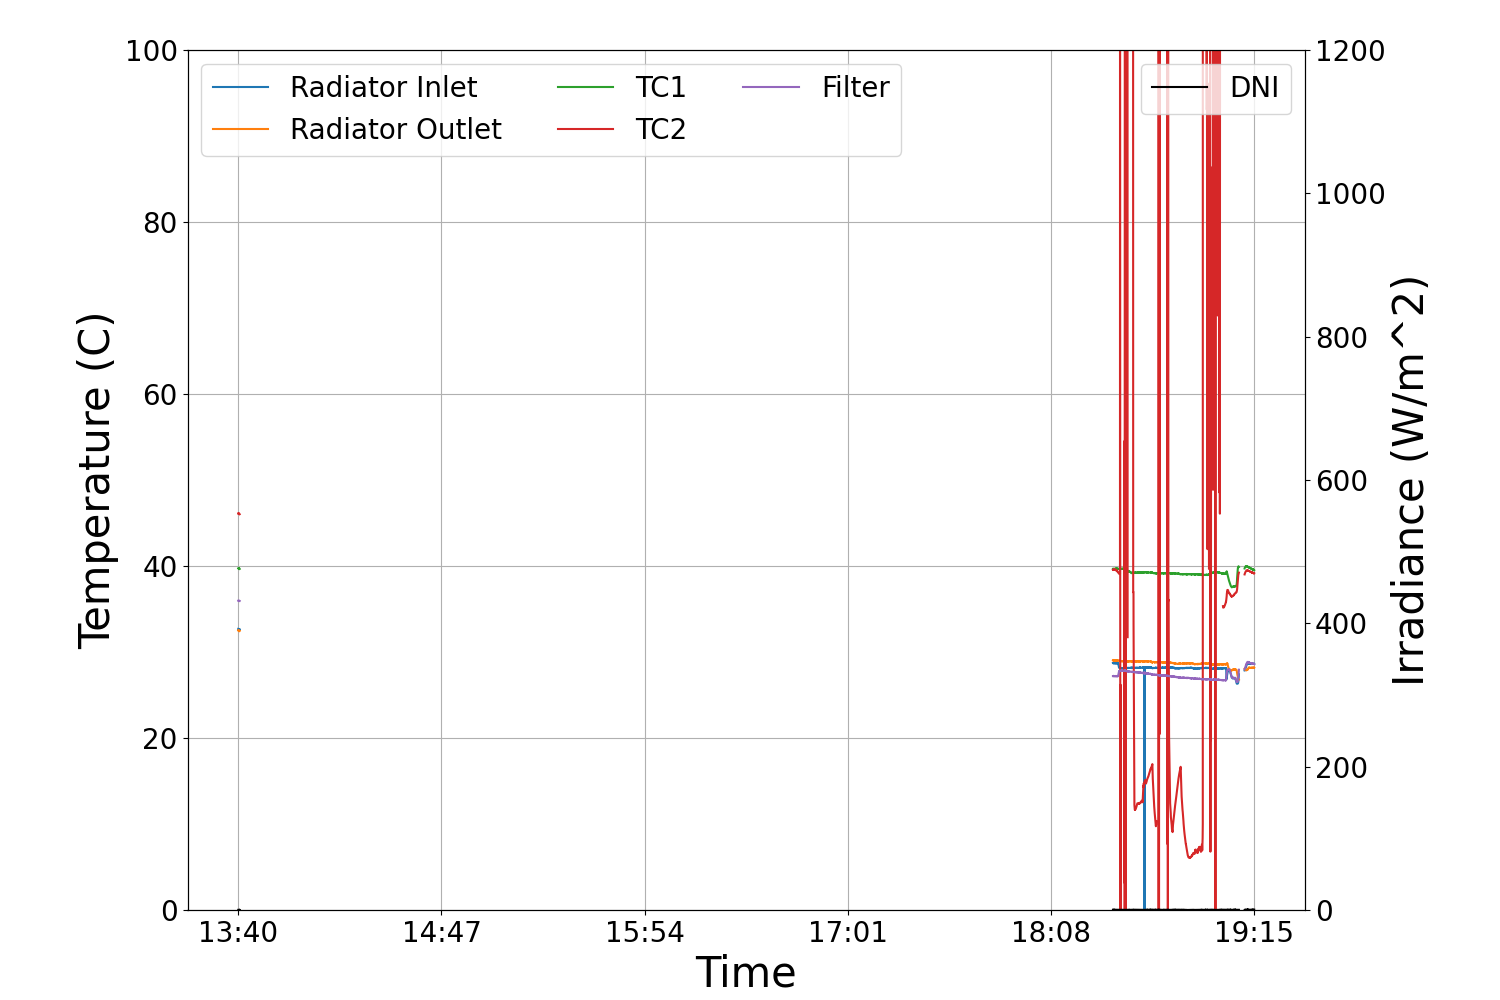 100
80
60
40
20
0
Temperature (C)
Radiator Inlet
Radiator Outlet
TC1
TC2
Filter
DNI
1200
1000
800
600
400
200
0
Irradiance (W/m^2)
13:40 14:47 15:54 17:01 18:08 19:15
Time